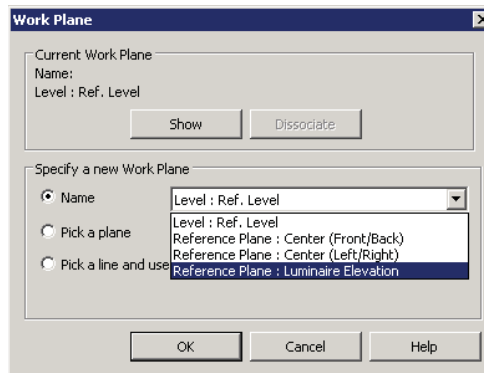 Work Plane
Current Work Plane
Name:
Level : Ref. Level
Show
Dissociate
Specify a new Work Plane
Name
Level : Ref. Level
Level : Ref. Level
Reference Plane : Center (Front/Back)
Pick a plane
Reference Plane : Center (Left/Right)
Pick a line and use
Reference Plane : Luminaire Elevation
OK
Cancel
Help